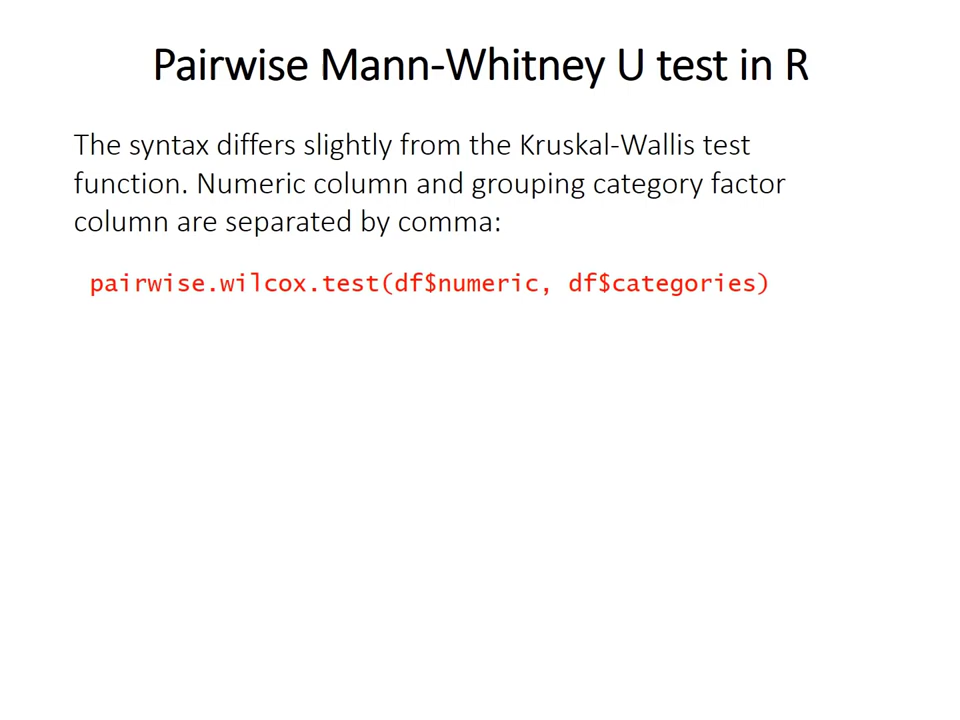 Pairwise Mann-Whitney U test in R
The syntax differs slightly from the Kruskal-Wallis test
function. Numeric column and grouping category factor
column are separated by comma:
pairwise.wilcox.test(df$numeric, df$categories)